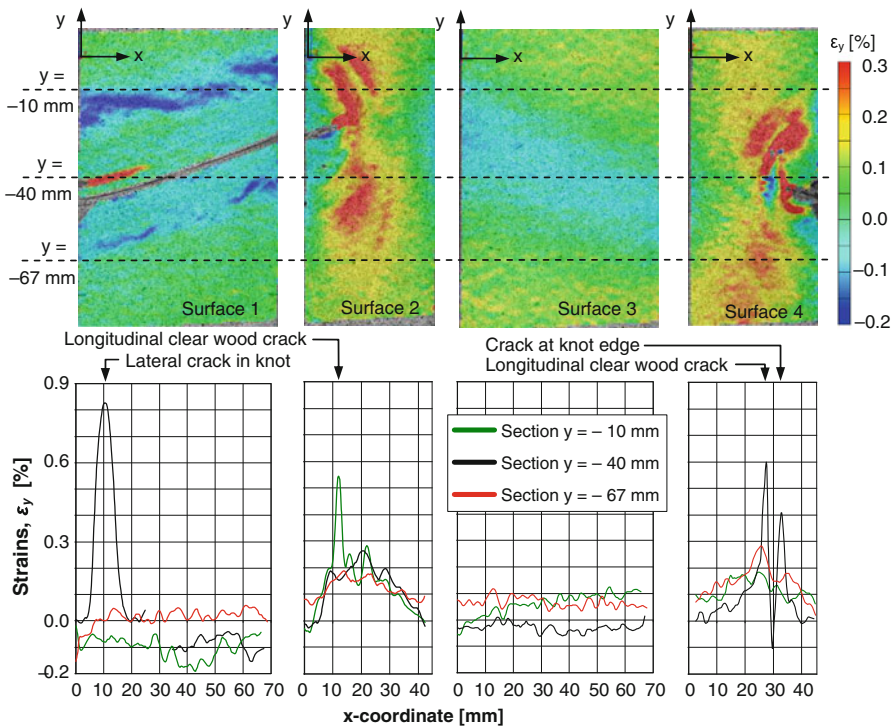 y
y
y
y
x
x
x
x
εy [%]
y =
–10 mm
y =
–40 mm
y =
–67 mm
0.3
0.2
0.1
0.0
–0.1
–0.2
Surface 1
Surface 2
Surface 3
Surface 4
Longitudinal clear wood crack
Lateral crack in knot
Crack at knot edge
Longitudinal clear wood crack
Strains, εy [%]
0.9
0.6
0.3
0.0
–0.2
Section y = – 10 mm
Section y = – 40 mm
Section y = – 67 mm
0 10 20 30 40 50 60 70
0 10 20 30 40
0 10 20 30 40 50 60 70
0 10 20 30 40
x-coordinate [mm]